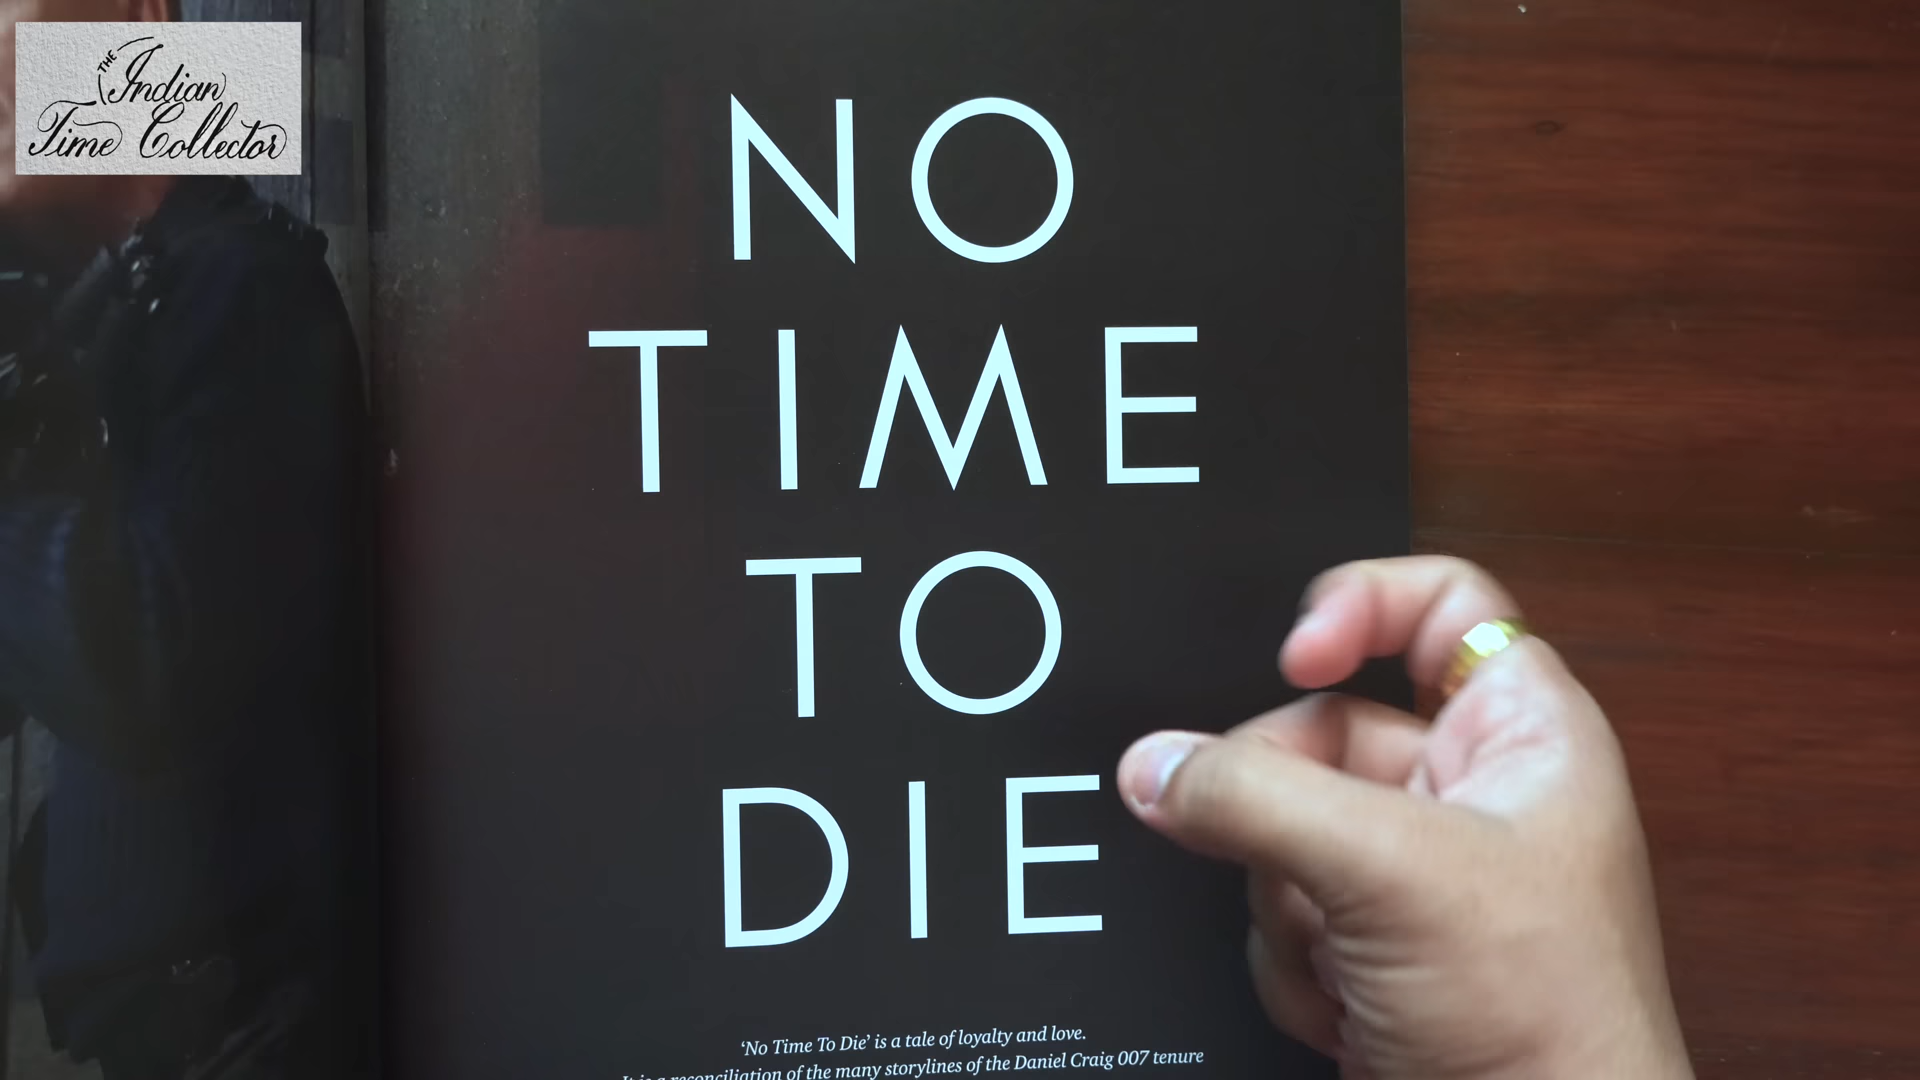 THE
Indian
Time Collector
NO
TIME
TO
DIE
‘No Time To Die’ is a tale of loyalty and love.
It is a reconciliation of the many storylines of the Daniel Craig 007 tenure